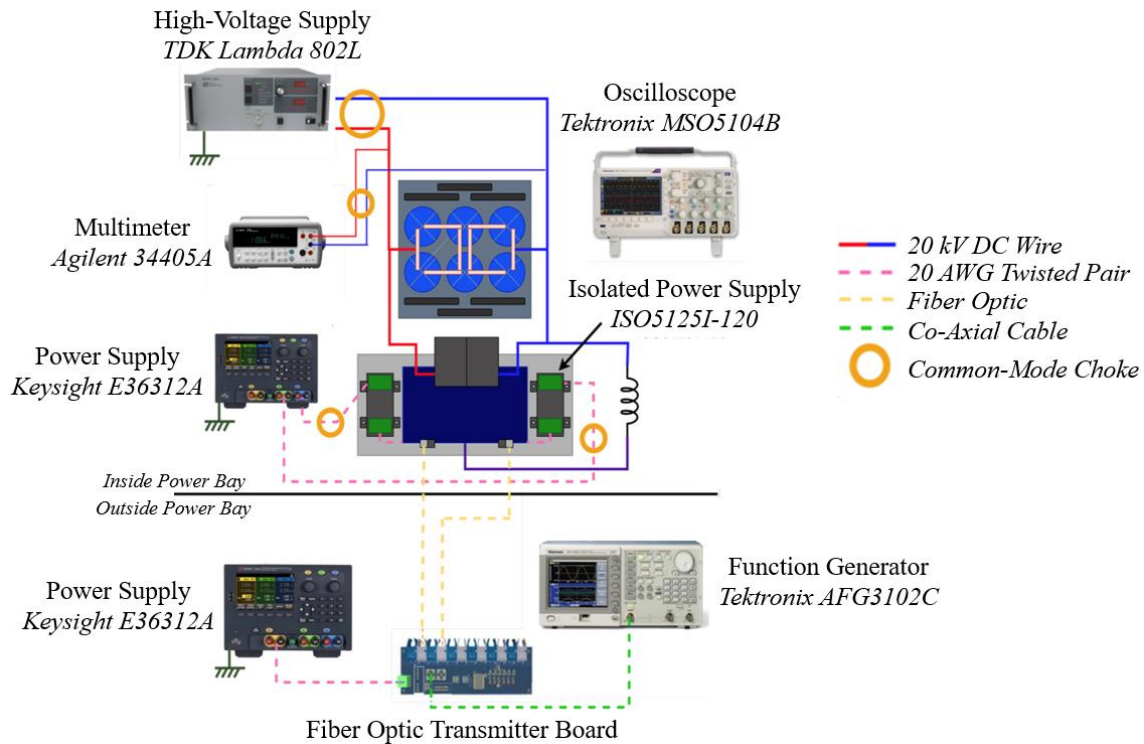 High-Voltage Supply
TDK Lambda 802L
Oscilloscope
Tektronix MSO5104B
Multimeter
Agilent 34405A
20 kV DC Wire
20 AWG Twisted Pair
Fiber Optic
Co-Axial Cable
Common-Mode Choke
Isolated Power Supply
ISO5125I-120
Power Supply
Keysight E36312A
Inside Power Bay
Outside Power Bay
Power Supply
Keysight E36312A
Function Generator
Tektronix AFG3102C
Fiber Optic Transmitter Board